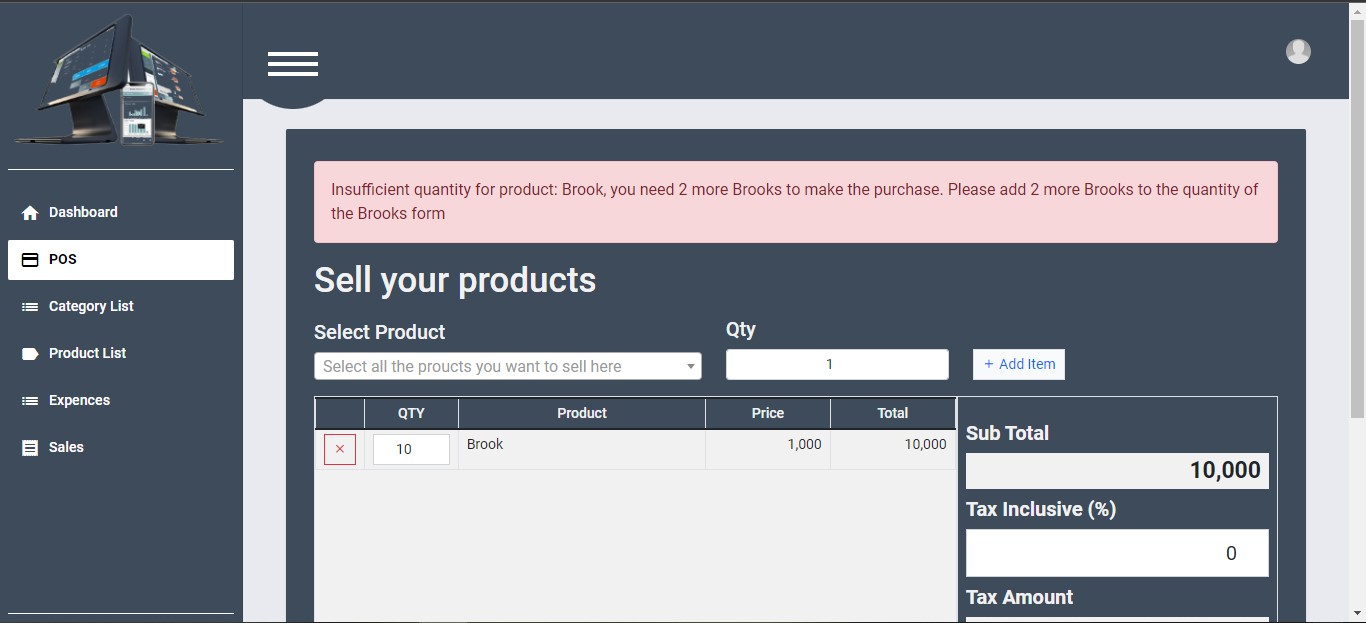 Insufficient quantity for product: Brook, you need 2 more Brooks to make the purchase. Please add 2 more Brooks to the quantity of
the Brooks form
Dashboard
POS
Category List
Product List
Expences
Sales
Sell your products
Select Product
Qty
Select all the proucts you want to sell here
1
+ Add Item
QTY Product Price Total
10 Brook 1,000 10,000
Sub Total
10,000
Tax Inclusive (%)
0
Tax Amount